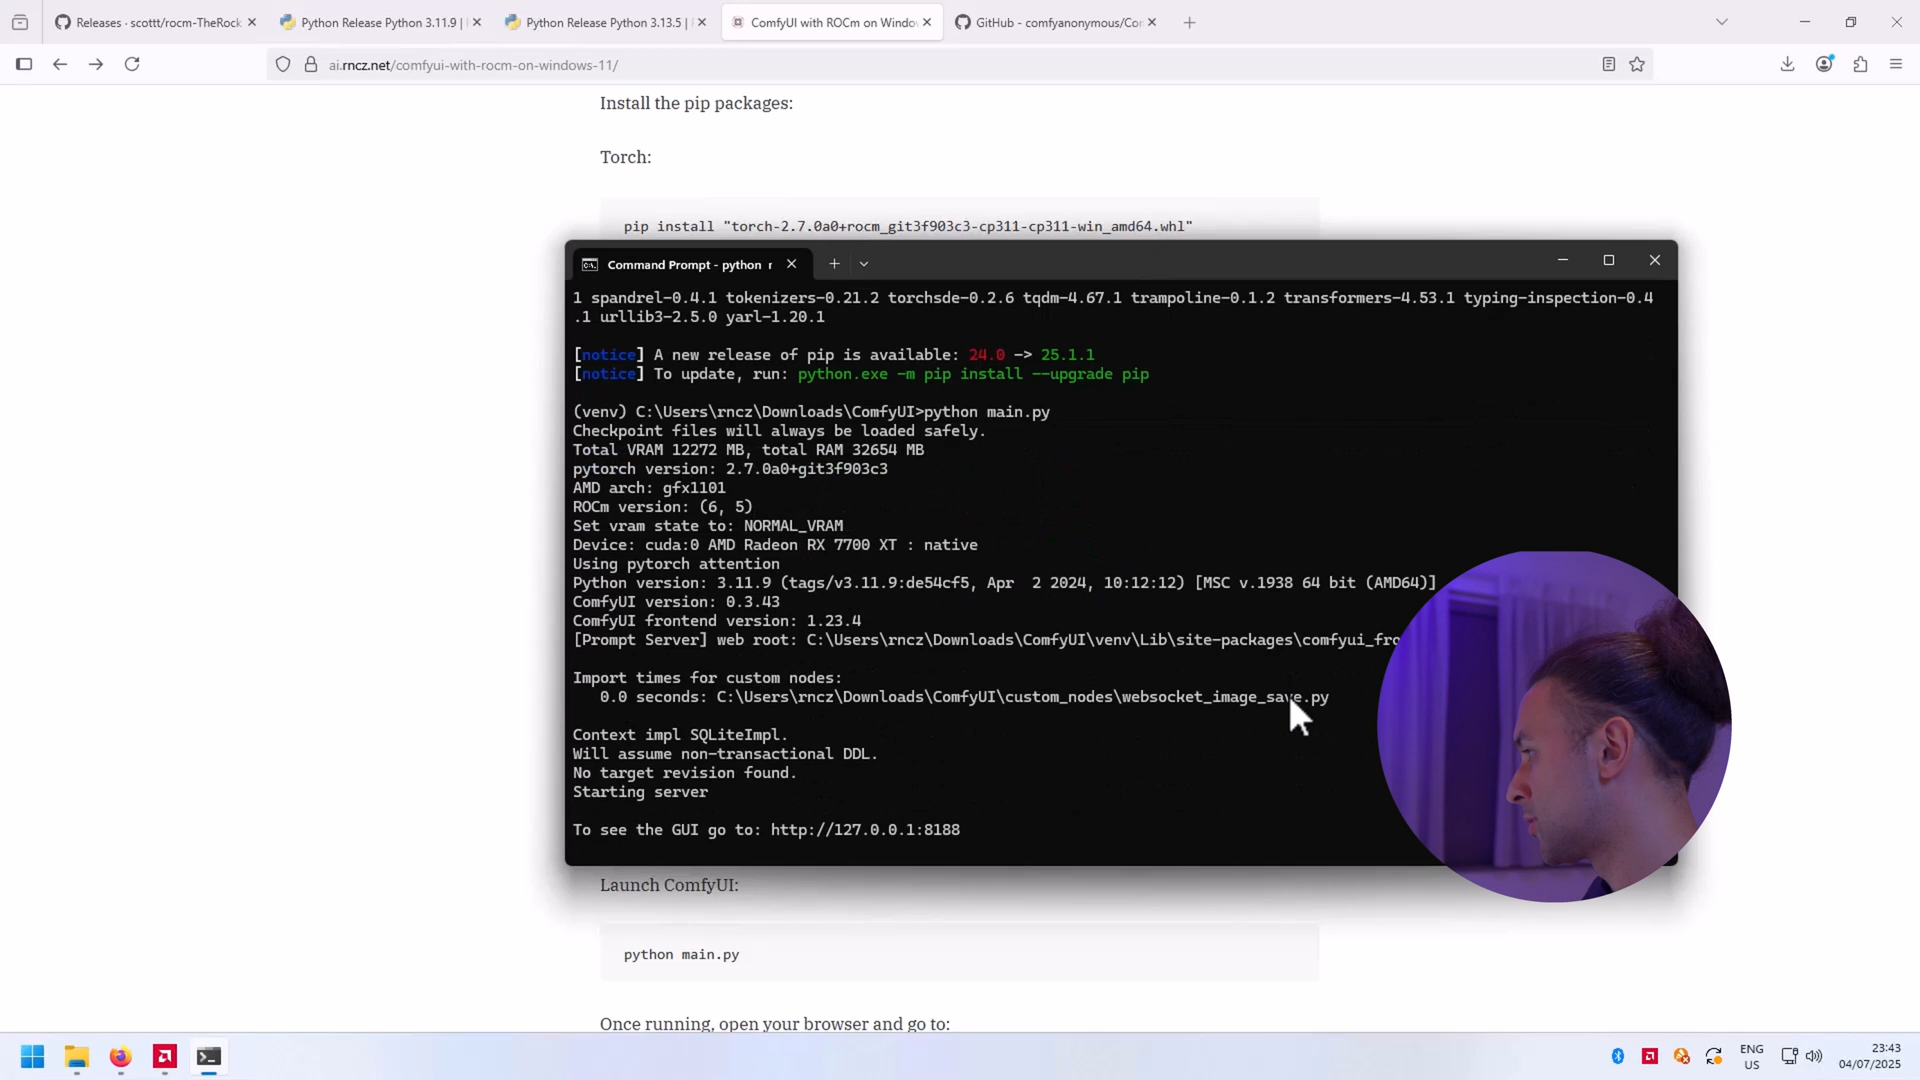 Releases · scottt/rocm-TheRock
Python Release Python 3.11.9 |
Python Release Python 3.13.5 |
ComfyUI with ROCm on Windo
GitHub - comfyanonymous/Co
ai.rncz.net/comfyui-with-rocm-on-windows-11/
Install the pip packages:
Torch:
pip install "torch-2.7.0a0+rocm_git3f903c3-cp311-cp311-win_amd64.whl"
Command Prompt - python
1 spandrel-0.4.1 tokenizers-0.21.2 torchsde-0.2.6 tqdm-4.67.1 trampoline-0.1.2 transformers-4.53.1 typing-inspection-0.4
.1 urllib3-2.5.0 yarl-1.20.1
[notice] A new release of pip is available: 24.0 -> 25.1.1
[notice] To update, run: python.exe -m pip install --upgrade pip
(venv) C:\Users\rncz\Downloads\ComfyUI>python main.py
Checkpoint files will always be loaded safely.
Total VRAM 12272 MB, total RAM 32654 MB
pytorch version: 2.7.0a0+git3f903c3
AMD arch: gfx1101
ROCm version: (6, 5)
Set vram state to: NORMAL_VRAM
Device: cuda:0 AMD Radeon RX 7700 XT : native
Using pytorch attention
Python version: 3.11.9 (tags/v3.11.9:de54cf5, Apr  2 2024, 10:12:12) [MSC v.1938 64 bit (AMD64)]
ComfyUI version: 0.3.43
ComfyUI frontend version: 1.23.4
[Prompt Server] web root: C:\Users\rncz\Downloads\ComfyUI\venv\Lib\site-packages\comfyui_fro
Import times for custom nodes:
0.0 seconds: C:\Users\rncz\Downloads\ComfyUI\custom_nodes\websocket_image_save.py
Context impl SQLiteImpl.
Will assume non-transactional DDL.
No target revision found.
Starting server
To see the GUI go to: http://127.0.0.1:8188
Launch ComfyUI:
python main.py
Once running, open your browser and go to:
ENG
US
23:43
04/07/2025